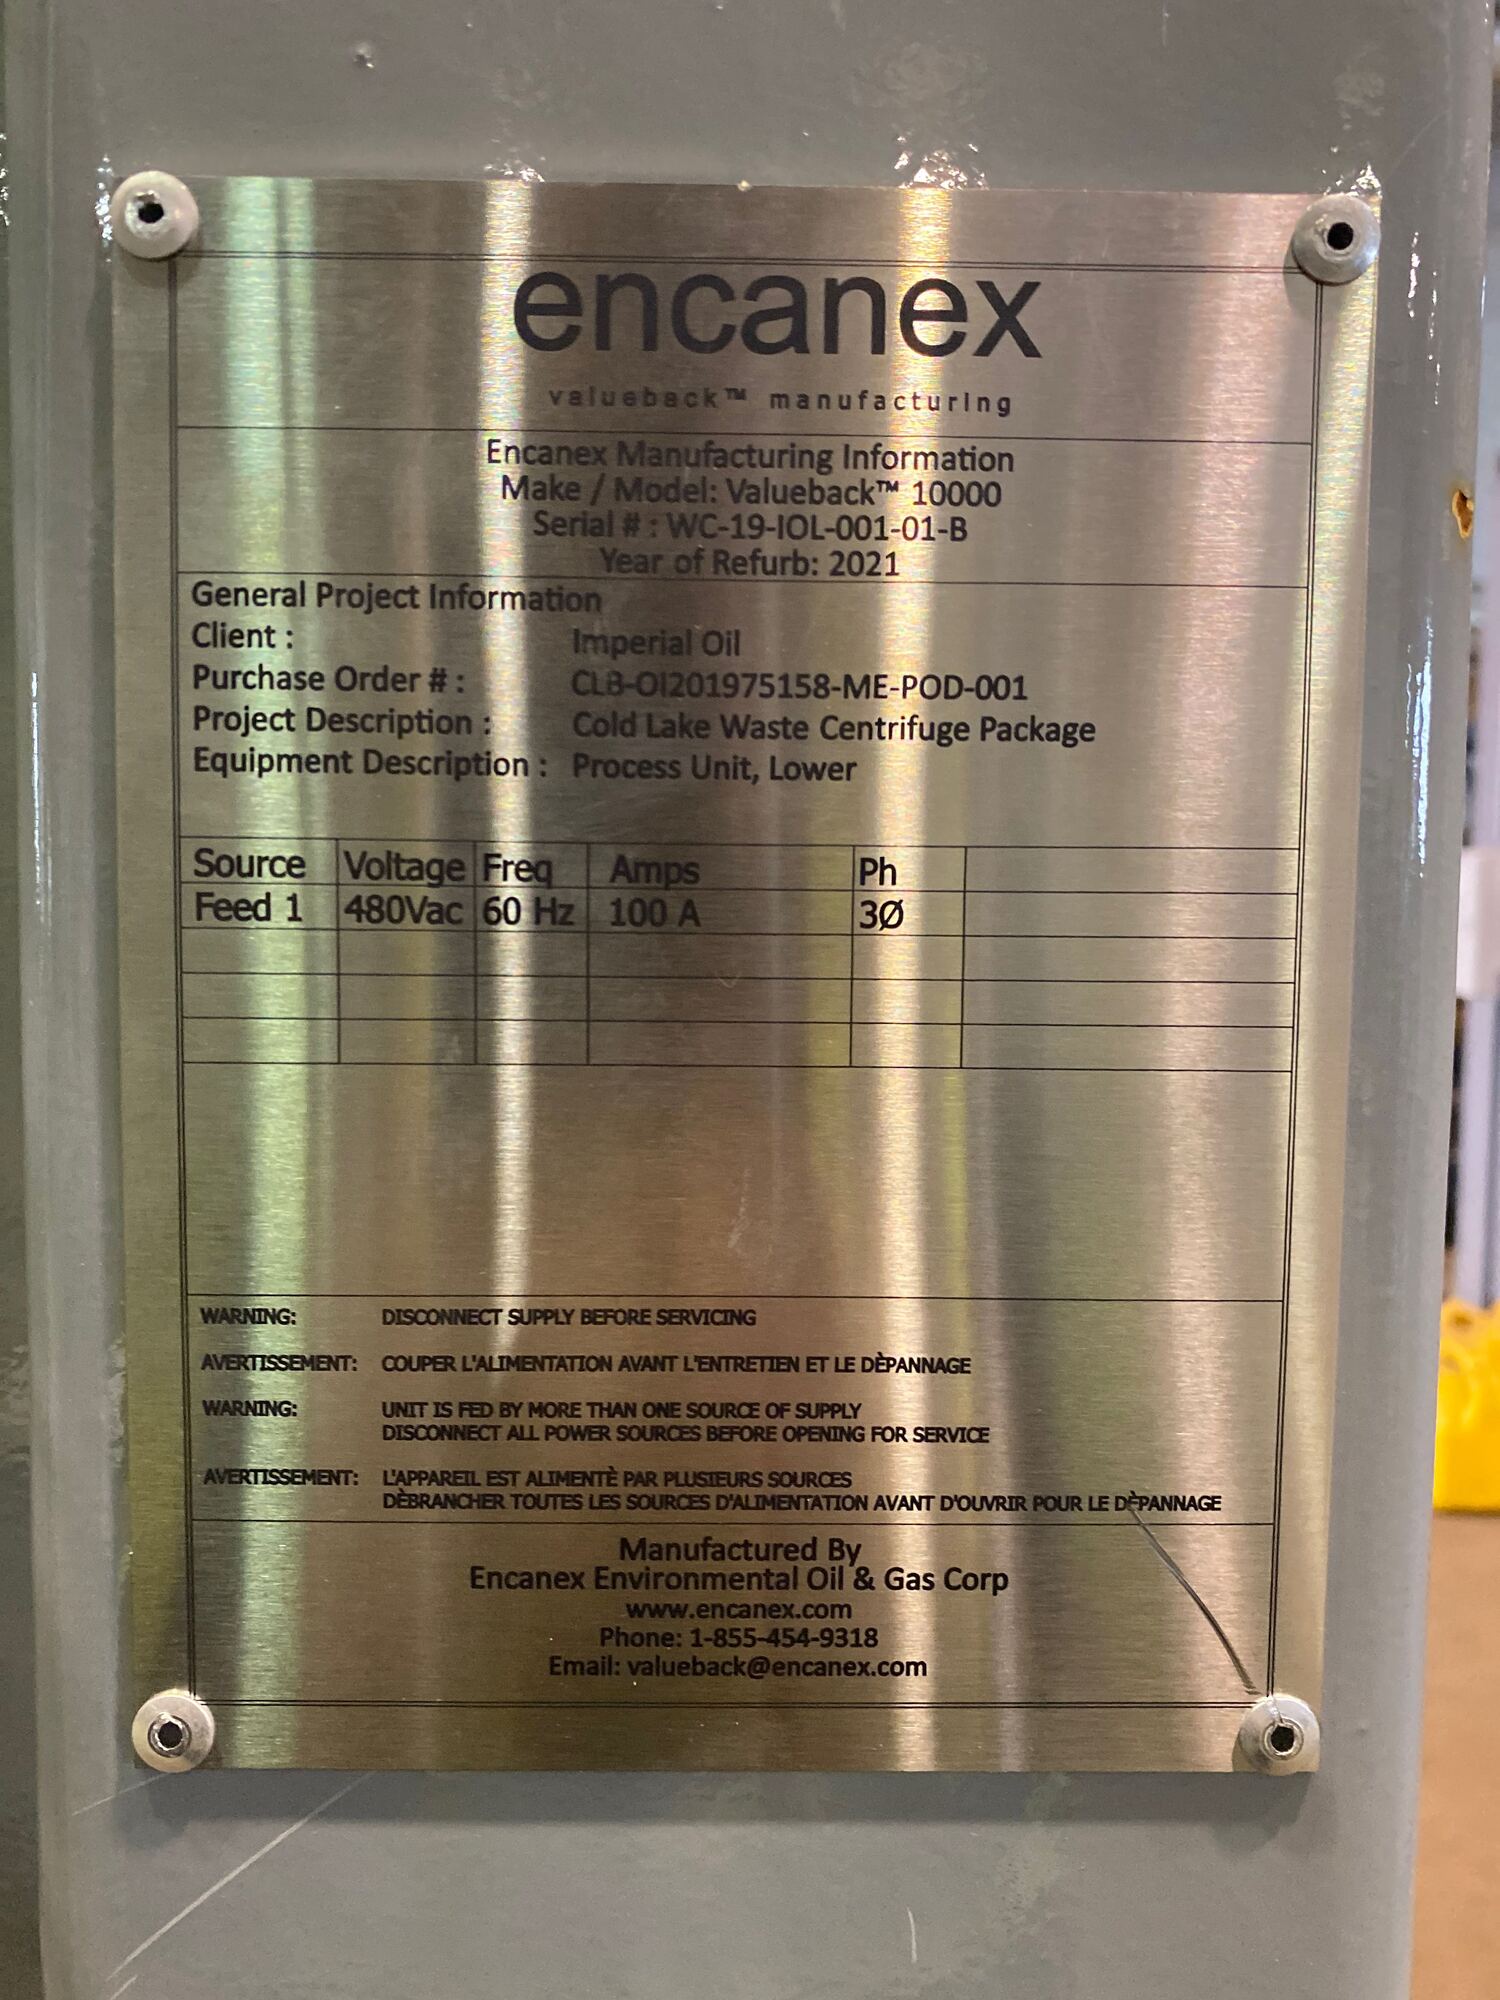 encanex
valueback™ manufacturing
Encanex Manufacturing Information
Make / Model: Valueback™ 10000
Serial # : WC-19-IOL-001-01-B
Year of Refurb: 2021
General Project Information
Client : Imperial Oil
Purchase Order # : CLB-OI201975158-ME-POD-001
Project Description : Cold Lake Waste Centrifuge Package
Equipment Description : Process Unit, Lower
Source Voltage Freq Amps Ph
Feed 1 480Vac 60 Hz 100 A 3Ø
WARNING: DISCONNECT SUPPLY BEFORE SERVICING
AVERTISSEMENT: COUPER L'ALIMENTATION AVANT L'ENTRETIEN ET LE DÈPANNAGE
WARNING: UNIT IS FED BY MORE THAN ONE SOURCE OF SUPPLY
DISCONNECT ALL POWER SOURCES BEFORE OPENING FOR SERVICE
AVERTISSEMENT: L'APPAREIL EST ALIMENTÈ PAR PLUSIEURS SOURCES
DÈBRANCHER TOUTES LES SOURCES D'ALIMENTATION AVANT D'OUVRIR POUR LE DÈPANNAGE
Manufactured By
Encanex Environmental Oil & Gas Corp
www.encanex.com
Phone: 1-855-454-9318
Email: valueback@encanex.com